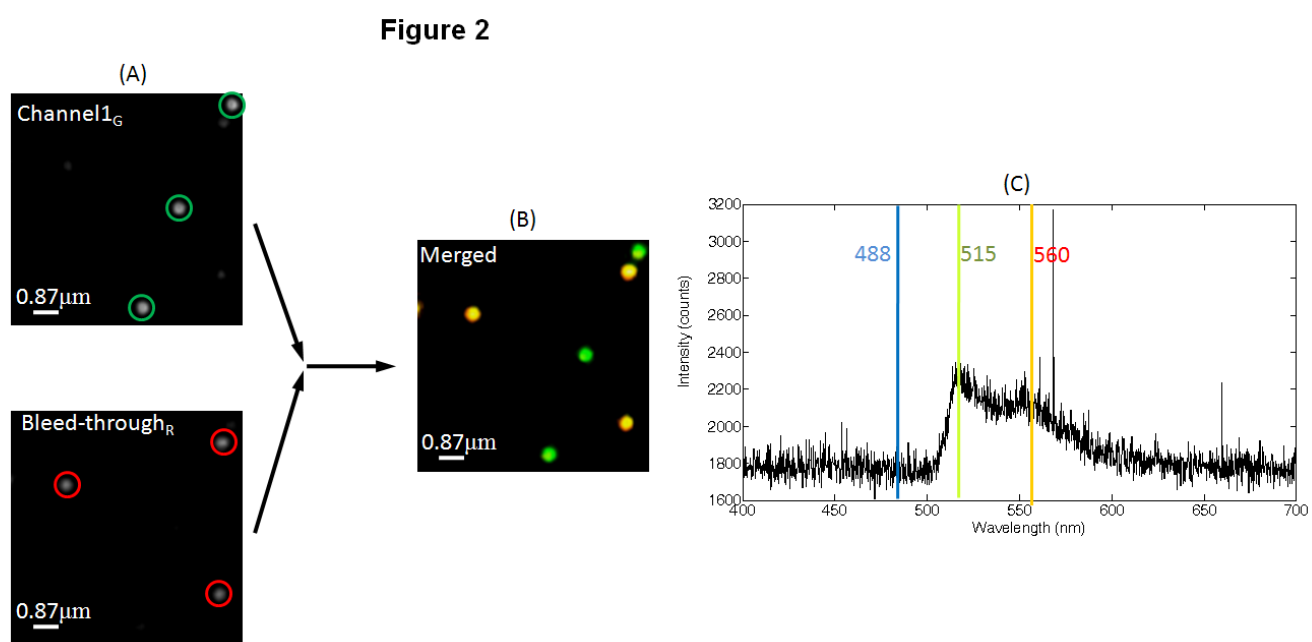 Figure 2
(A)
Channel1G
0.87μm
Bleed-throughR
0.87μm
(B)
Merged
0.87μm
(C)
3200
3000
2800
2600
2400
2200
2000
1800
1600
Intensity (counts)
488
515
560
400
450
500
550
600
650
700
Wavelength (nm)